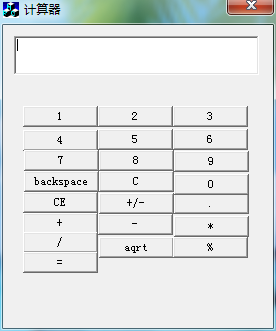 计算器
1 2 3
4 5 6
7 8 9
backspace C 0
CE +/- .
+ - *
/ aqrt %
=